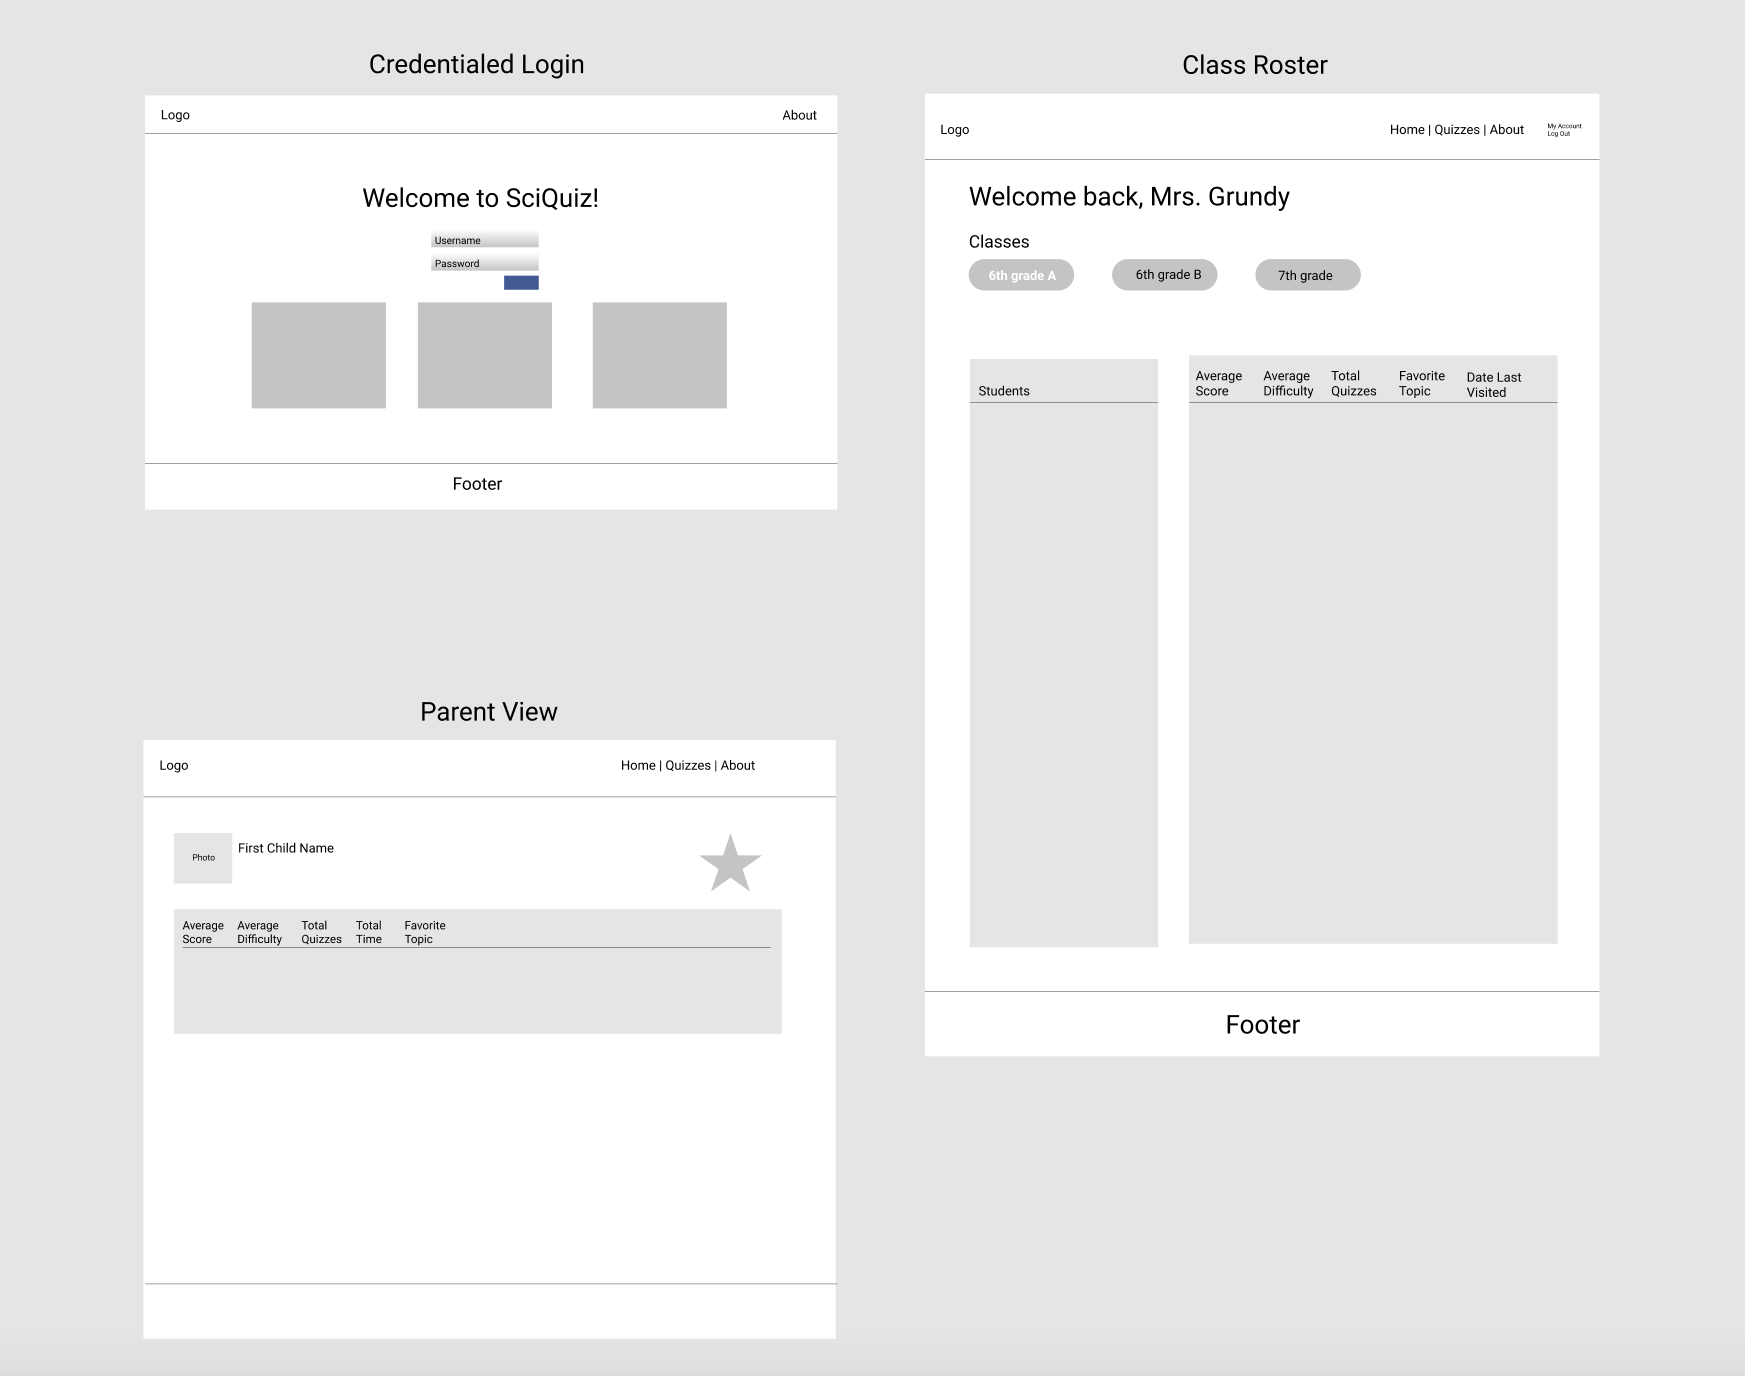 Credentialed Login
Logo
About
Welcome to SciQuiz!
Username
Password
Footer
Class Roster
Logo
Home | Quizzes | About
My Account
Log Out
Welcome back, Mrs. Grundy
Classes
6th grade A
6th grade B
7th grade
Students
Average
Score
Average
Difficulty
Total
Quizzes
Favorite
Topic
Date Last
Visited
Footer
Parent View
Logo
Home | Quizzes | About
Photo
First Child Name
Average
Score
Average
Difficulty
Total
Quizzes
Total
Time
Favorite
Topic